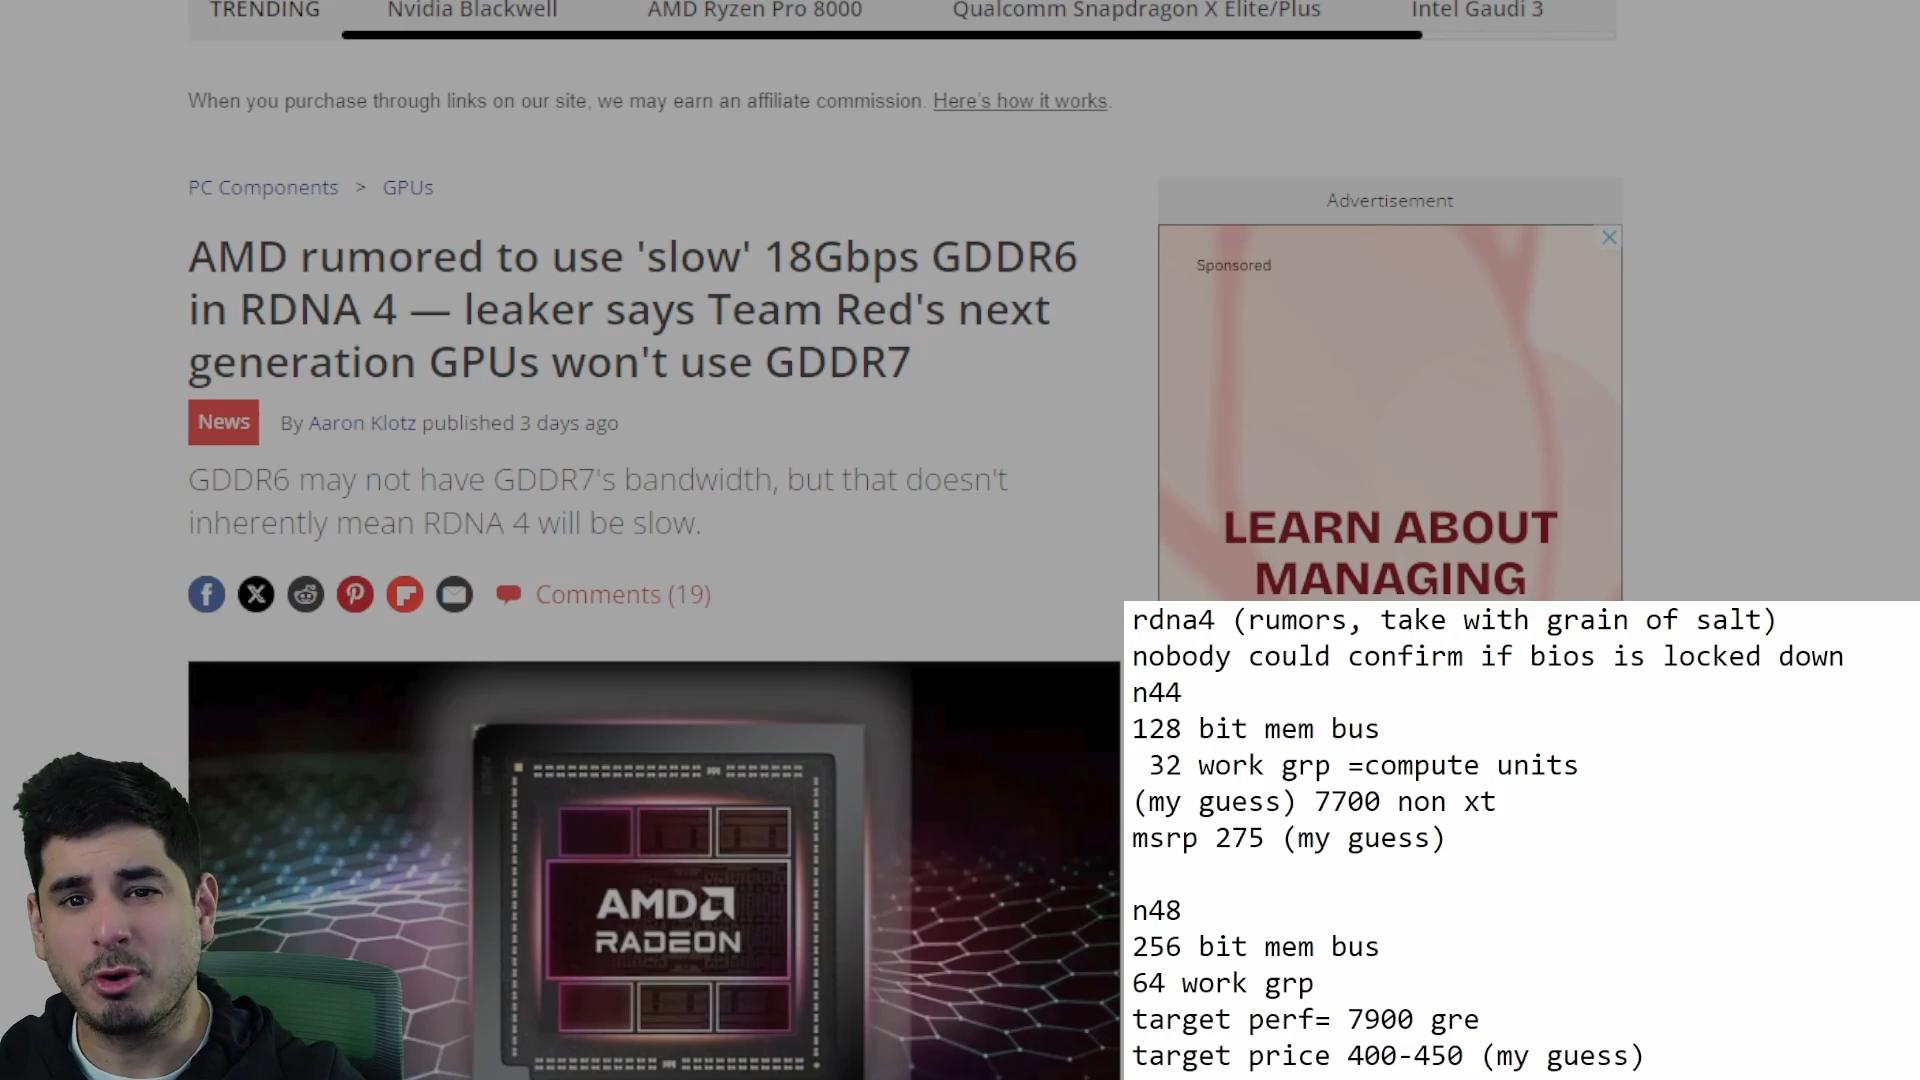 TRENDING Nvidia Blackwell AMD Ryzen Pro 8000 Qualcomm Snapdragon X Elite/Plus Intel Gaudi 3
When you purchase through links on our site, we may earn an affiliate commission. Here's how it works.
PC Components > GPUs
AMD rumored to use 'slow' 18Gbps GDDR6
in RDNA 4 — leaker says Team Red's next
generation GPUs won't use GDDR7
News By Aaron Klotz published 3 days ago
GDDR6 may not have GDDR7's bandwidth, but that doesn't
inherently mean RDNA 4 will be slow.
Comments (19)
Advertisement
Sponsored
LEARN ABOUT
MANAGING
AMD
RADEON
rdna4 (rumors, take with grain of salt)
nobody could confirm if bios is locked down
n44
128 bit mem bus
32 work grp =compute units
(my guess) 7700 non xt
msrp 275 (my guess)
n48
256 bit mem bus
64 work grp
target perf= 7900 gre
target price 400-450 (my guess)